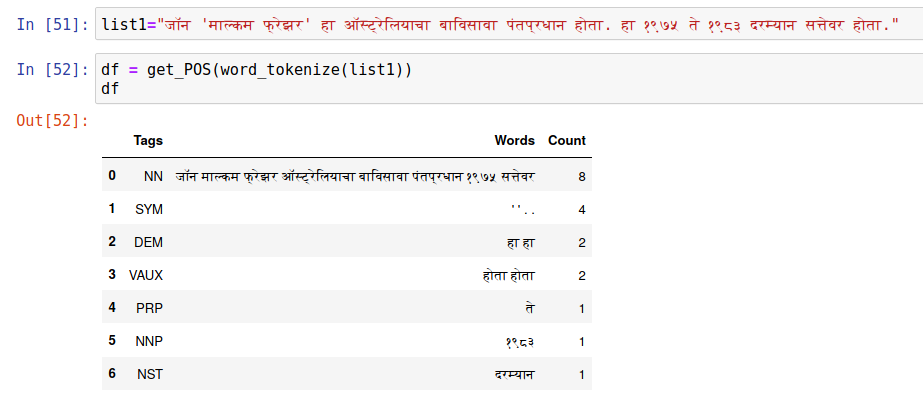 In [51]: list1="जॉन 'माल्कम फ्रेझर' हा ऑस्ट्रेलियाचा बाविसावा पंतप्रधान होता. हा १९७५ ते १९८३ दरम्यान सत्तेवर होता."
In [52]: df = get_POS(word_tokenize(list1))
df
Out[52]:
Tags Words Count
0 NN जॉन माल्कम फ्रेझर ऑस्ट्रेलियाचा बाविसावा पंतप्रधान १९७५ सत्तेवर 8
1 SYM ' ' . . 4
2 DEM हा हा 2
3 VAUX होता होता 2
4 PRP ते 1
5 NNP १९८३ 1
6 NST दरम्यान 1